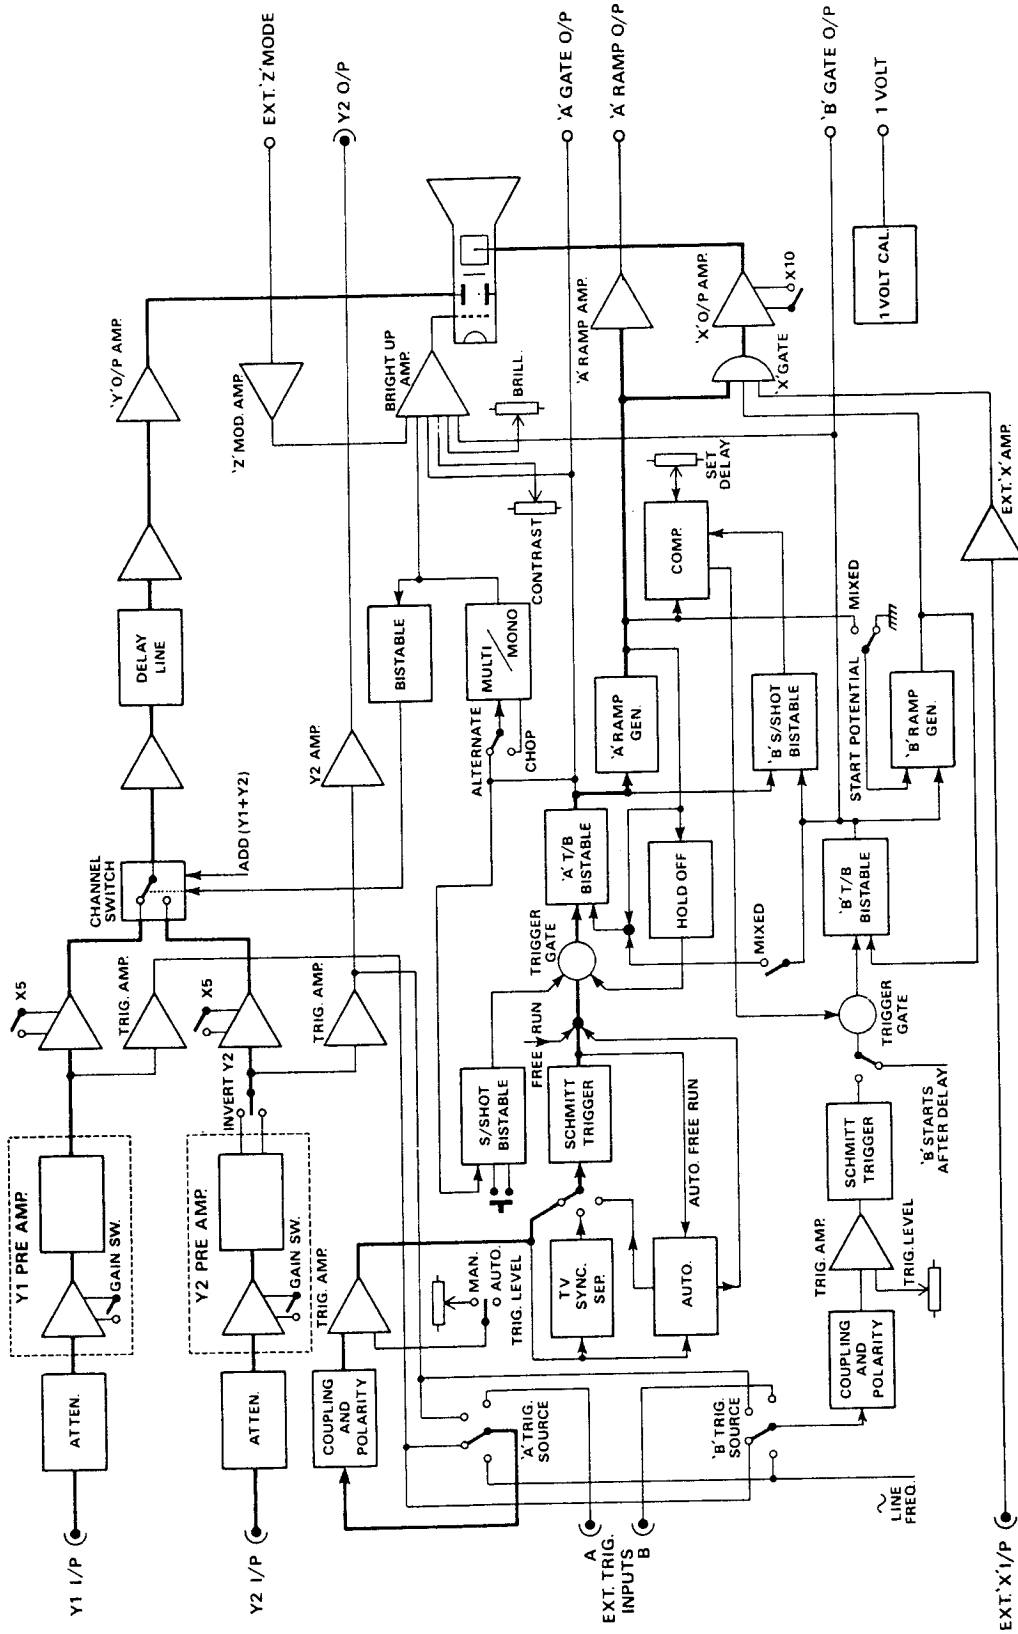 Y1 I/P
ATTEN.
Y1 PRE AMP.
GAIN SW.
X5
TRIG. AMP.
CHANNEL
SWITCH
ADD (Y1+Y2)
DELAY
LINE
'Y' O/P AMP.
Y2 I/P
ATTEN.
Y2 PRE AMP.
GAIN SW.
INVERT Y2
X5
TRIG. AMP.
Y2 AMP.
BISTABLE
'Z' MOD. AMP.
EXT. 'Z' MODE
Y2 O/P
COUPLING
AND
POLARITY
TRIG. AMP.
MAN.
AUTO.
TRIG. LEVEL
ALTERNATE
CHOP
MULTI
MONO
BRIGHT UP
AMP.
CONTRAST
BRILL.
'A' TRIG.
SOURCE
TV
SYNC.
SEP.
AUTO.
AUTO. FREE RUN
S/SHOT
BISTABLE
SCHMITT
TRIGGER
FREE RUN
TRIGGER
GATE
'A' T/B
BISTABLE
HOLD OFF
'A' RAMP
GEN.
'A' RAMP AMP.
'A' GATE O/P
'A' RAMP O/P
EXT. TRIG.
INPUTS
A
B
'B' TRIG.
SOURCE
MIXED
'B' S/SHOT
BISTABLE
COMP.
SET
DELAY
'X' GATE
'X' O/P AMP.
X10
LINE
FREQ.
COUPLING
AND
POLARITY
TRIG. AMP.
TRIG. LEVEL
SCHMITT
TRIGGER
'B' STARTS
AFTER DELAY
TRIGGER
GATE
'B' T/B
BISTABLE
START POTENTIAL
MIXED
'B' RAMP
GEN.
'B' GATE O/P
1 VOLT CAL.
1 VOLT
EXT. 'X' I/P
EXT. 'X' AMP.